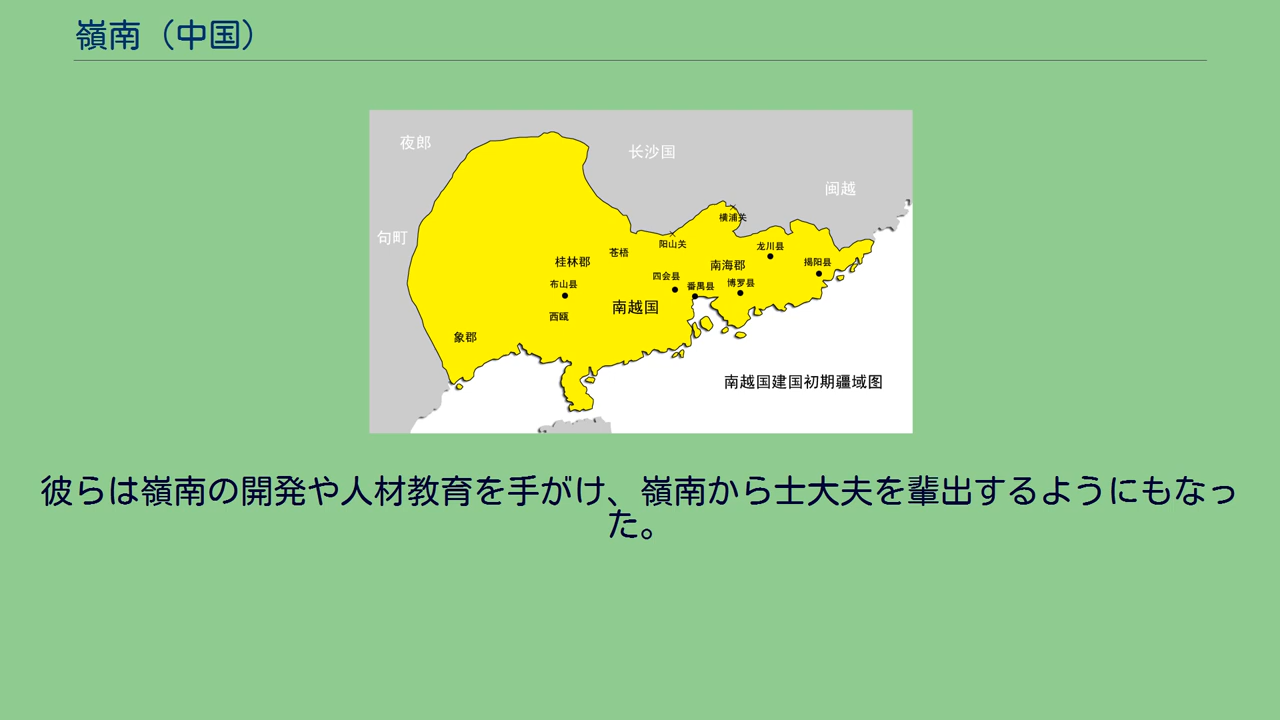 嶺南（中国）
夜郎
长沙国
闽越
横浦关
句町
阳山关
龙川县
苍梧
桂林郡
南海郡
揭阳县
四会县
布山县
番禺县
博罗县
南越国
西瓯
象郡
南越国建国初期疆域图
彼らは嶺南の開発や人材教育を手がけ、嶺南から士大夫を輩出するようにもなっ
た。